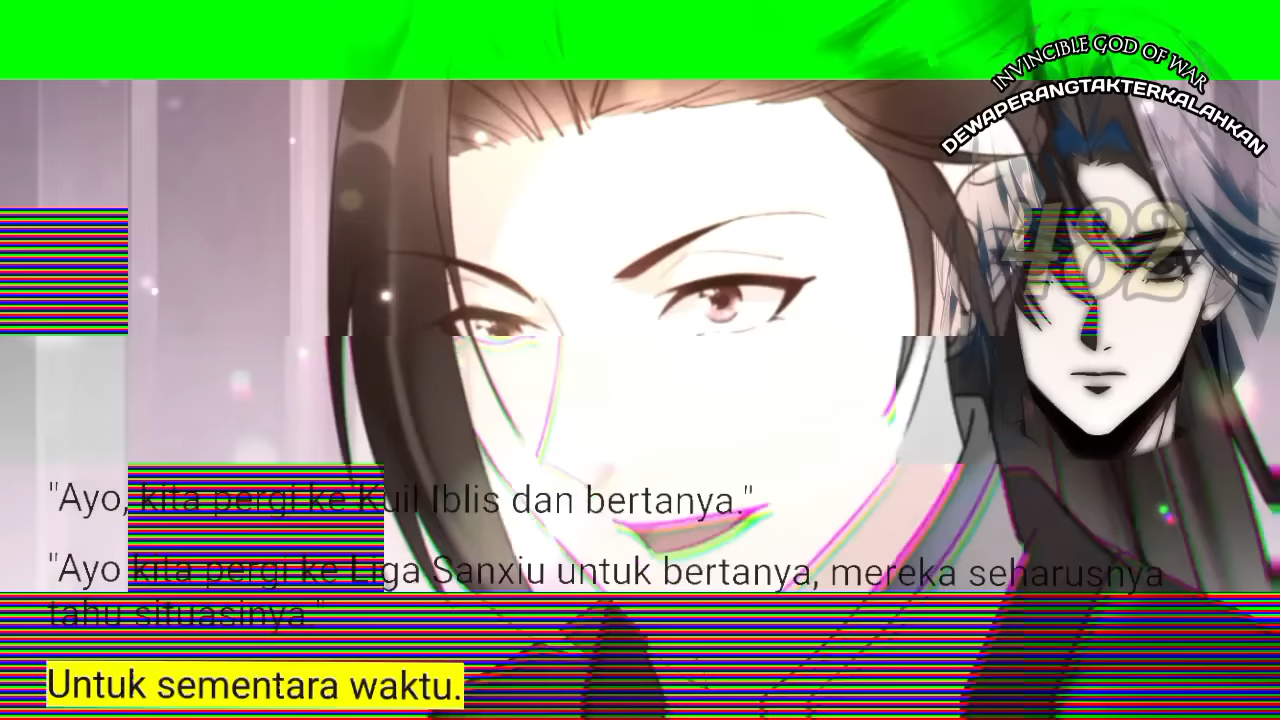 INVINCIBLE GOD OF WAR
DEWAPERANGTAKTERKALAHKAN
482
"Ayo, kita pergi ke Kuil Iblis dan bertanya."
"Ayo kita pergi ke Liga Sanxiu untuk bertanya, mereka seharusnya
tahu situasinya."
Untuk sementara waktu.